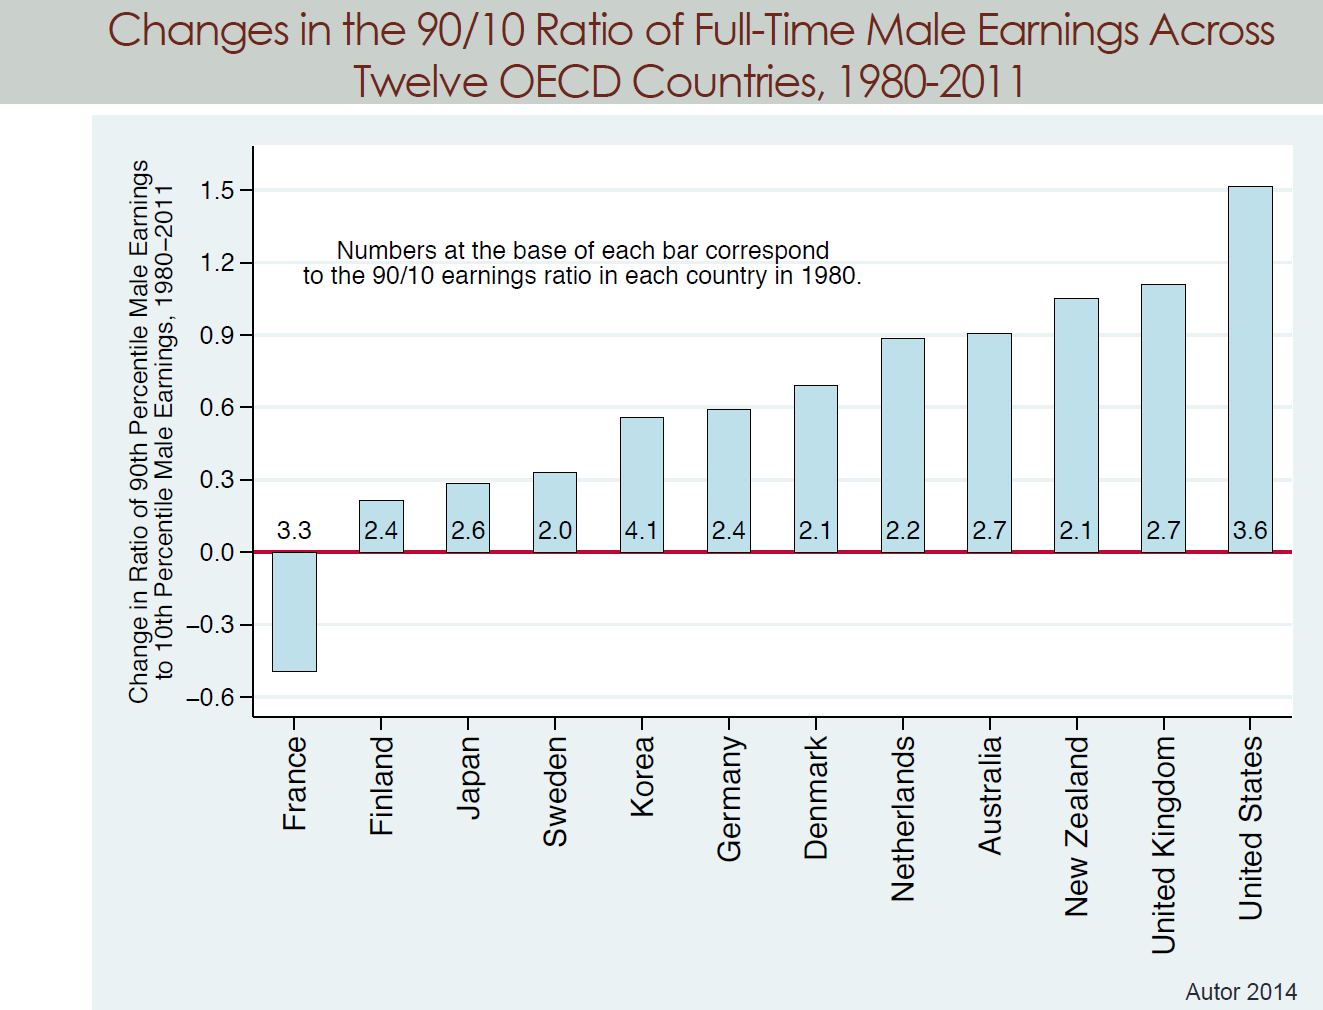 Changes in the 90/10 Ratio of Full-Time Male Earnings Across
Twelve OECD Countries, 1980-2011
Change in Ratio of 90th Percentile Male Earnings
to 10th Percentile Male Earnings, 1980–2011
1.5
1.2
0.9
0.6
0.3
0.0
–0.3
–0.6
Numbers at the base of each bar correspond
to the 90/10 earnings ratio in each country in 1980.
3.3 2.4 2.6 2.0 4.1 2.4 2.1 2.2 2.7 2.1 2.7 3.6
France
Finland
Japan
Sweden
Korea
Germany
Denmark
Netherlands
Australia
New Zealand
United Kingdom
United States
Autor 2014